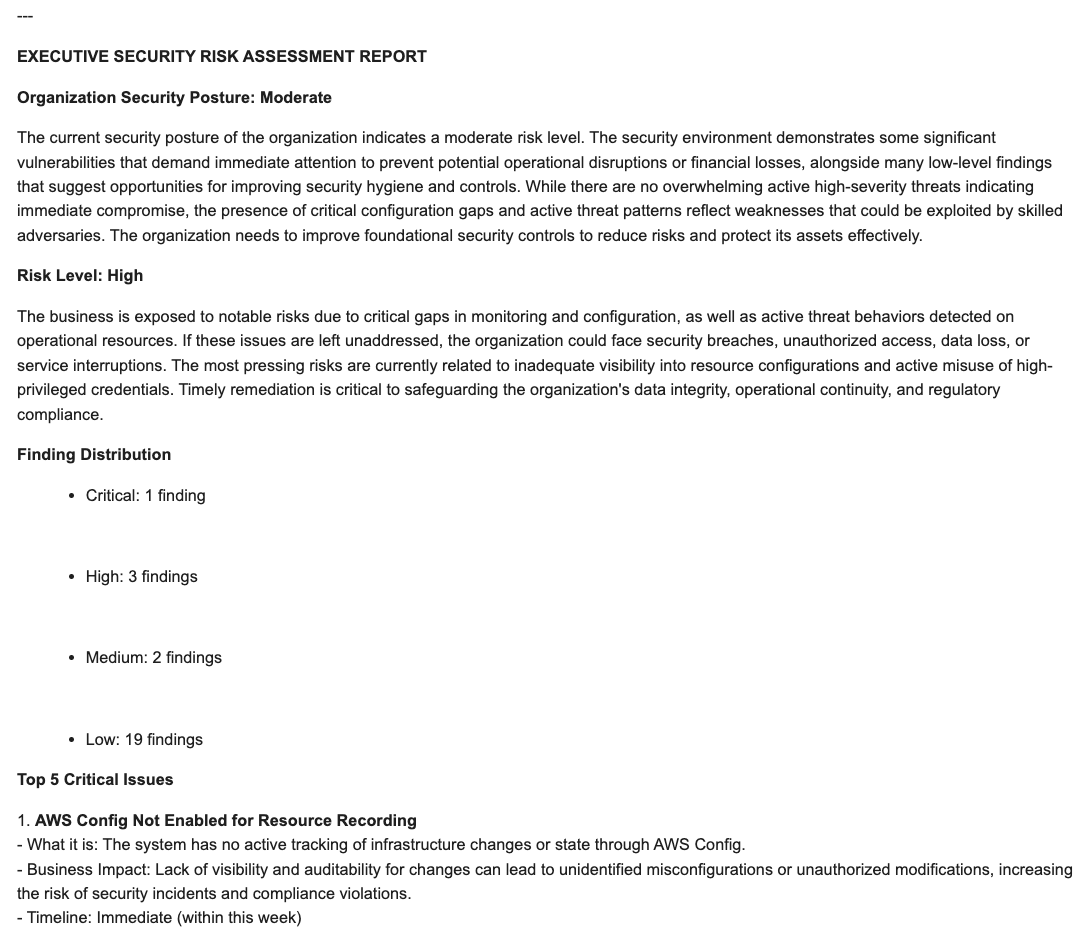 ---
EXECUTIVE SECURITY RISK ASSESSMENT REPORT
Organization Security Posture: Moderate
The current security posture of the organization indicates a moderate risk level. The security environment demonstrates some significant
vulnerabilities that demand immediate attention to prevent potential operational disruptions or financial losses, alongside many low-level findings
that suggest opportunities for improving security hygiene and controls. While there are no overwhelming active high-severity threats indicating
immediate compromise, the presence of critical configuration gaps and active threat patterns reflect weaknesses that could be exploited by skilled
adversaries. The organization needs to improve foundational security controls to reduce risks and protect its assets effectively.
Risk Level: High
The business is exposed to notable risks due to critical gaps in monitoring and configuration, as well as active threat behaviors detected on
operational resources. If these issues are left unaddressed, the organization could face security breaches, unauthorized access, data loss, or
service interruptions. The most pressing risks are currently related to inadequate visibility into resource configurations and active misuse of high-
privileged credentials. Timely remediation is critical to safeguarding the organization's data integrity, operational continuity, and regulatory
compliance.
Finding Distribution
• Critical: 1 finding
• High: 3 findings
• Medium: 2 findings
• Low: 19 findings
Top 5 Critical Issues
1. AWS Config Not Enabled for Resource Recording
- What it is: The system has no active tracking of infrastructure changes or state through AWS Config.
- Business Impact: Lack of visibility and auditability for changes can lead to unidentified misconfigurations or unauthorized modifications, increasing
the risk of security incidents and compliance violations.
- Timeline: Immediate (within this week)